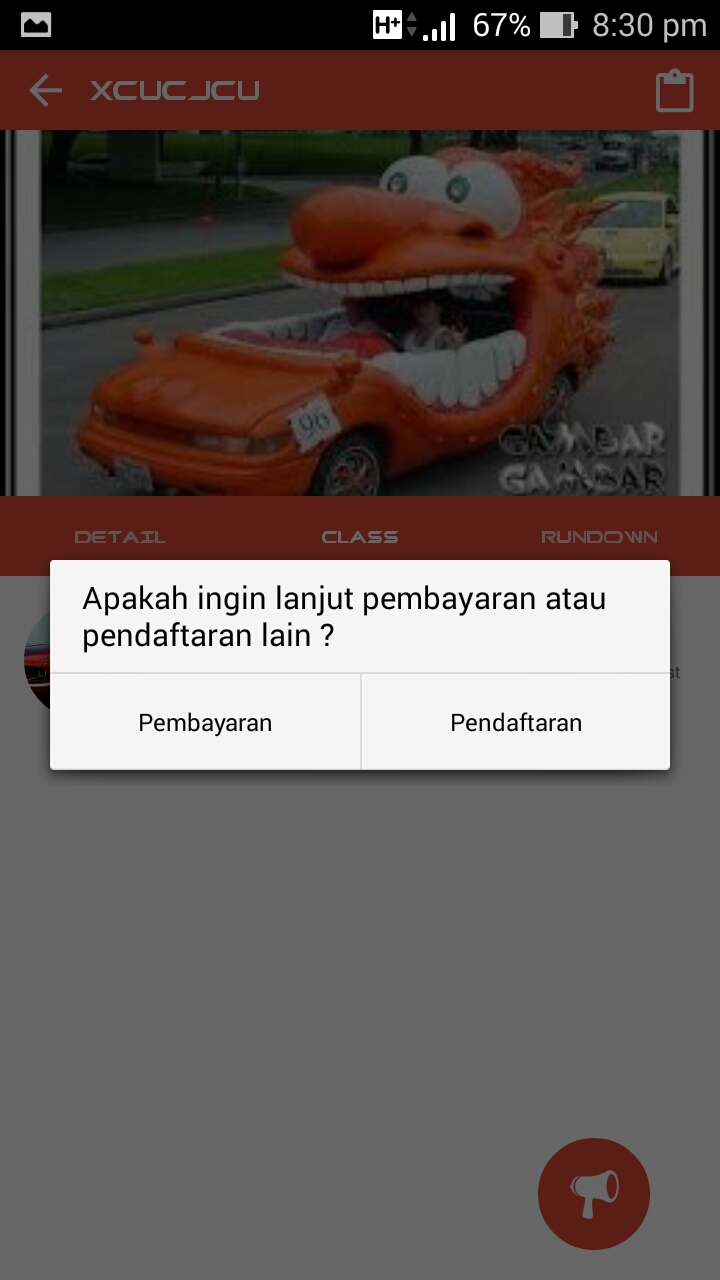 H+ 67% 8:30 pm
XCUCJCU
96
GAMBAR
GAMBAR
DETAIL CLASS RUNDOWN
Apakah ingin lanjut pembayaran atau
pendaftaran lain ?
st
Pembayaran Pendaftaran